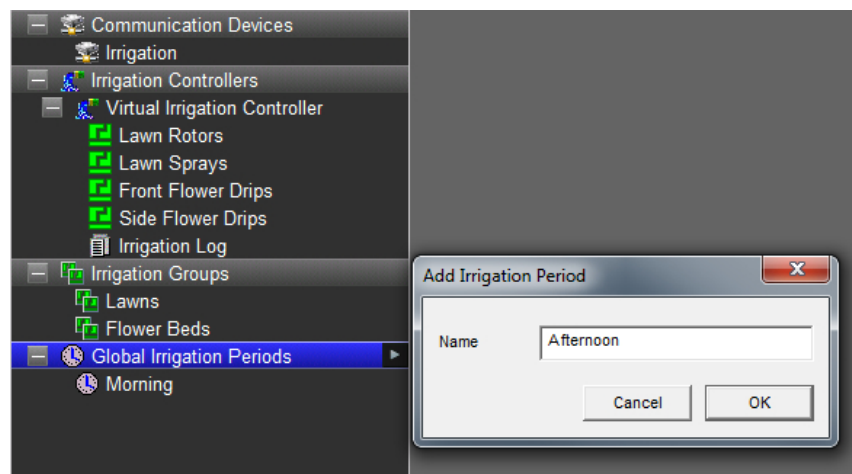 Communication Devices
Irrigation
Irrigation Controllers
Virtual Irrigation Controller
Lawn Rotors
Lawn Sprays
Front Flower Drips
Side Flower Drips
Irrigation Log
Irrigation Groups
Lawns
Flower Beds
Global Irrigation Periods
Morning
Add Irrigation Period
Name Afternoon
Cancel OK